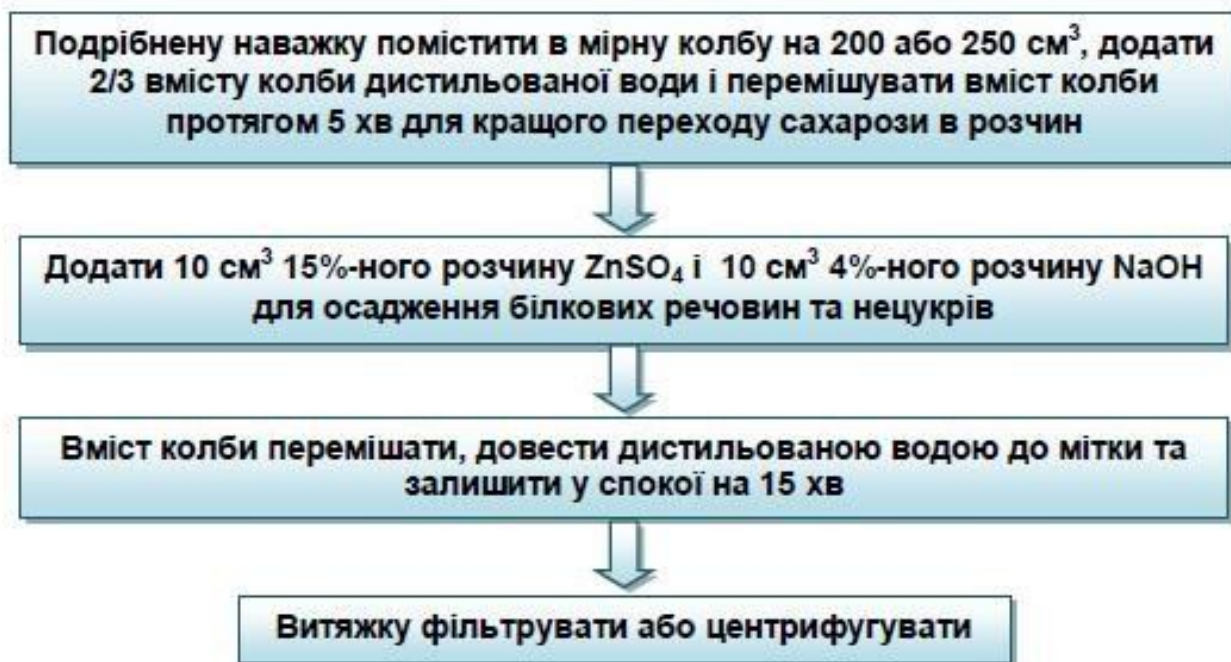 Подрібнену наважку помістити в мірну колбу на 200 або 250 см³, додати
2/3 вмісту колби дистильованої води і перемішувати вміст колби
протягом 5 хв для кращого переходу сахарози в розчин
Додати 10 см³ 15%-ного розчину ZnSO₄ і 10 см³ 4%-ного розчину NaOH
для осадження білкових речовин та нецукрів
Вміст колби перемішати, довести дистильованою водою до мітки та
залишити у спокої на 15 хв
Витяжку фільтрувати або центрифугувати